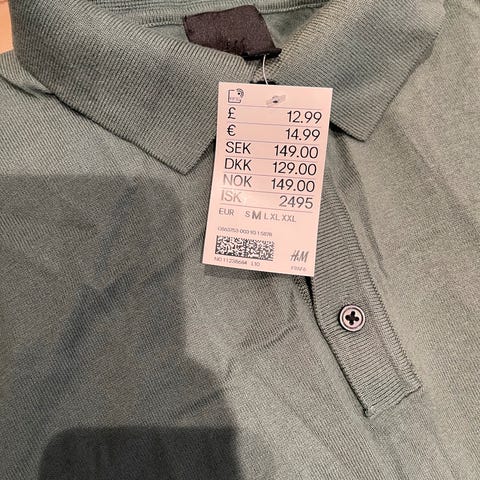 £ 12.99
€ 14.99
SEK 149.00
DKK 129.00
NOK 149.00
ISK 2495
EUR S M L XL XXL
H&M